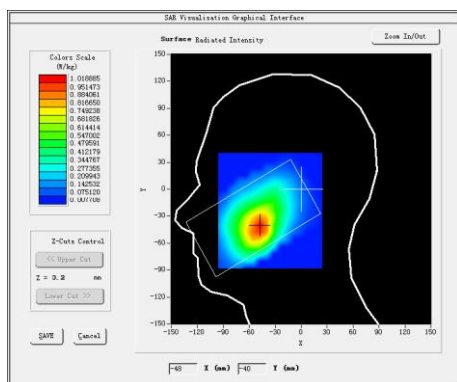 SAR Visualisation Graphical Interface
Surface Radiated Intensity
Zoom In/Out
Colors Scale
(W/kg)
1.018885
0.951473
0.884061
0.816650
0.749238
0.681826
0.614414
0.547002
0.479591
0.412179
0.344767
0.277355
0.209943
0.142532
0.075120
0.007708
Z-Cuts Control
<< Upper Cut
Z = 3.2 mm
Lower Cut >>
SAVE Cancel
150
120
90
60
30
Y
0
-30
-60
-90
-120
-150
-150 -120 -90 -60 -30 0 30 60 90 120 150
X
-48 X (mm) -40 Y (mm)